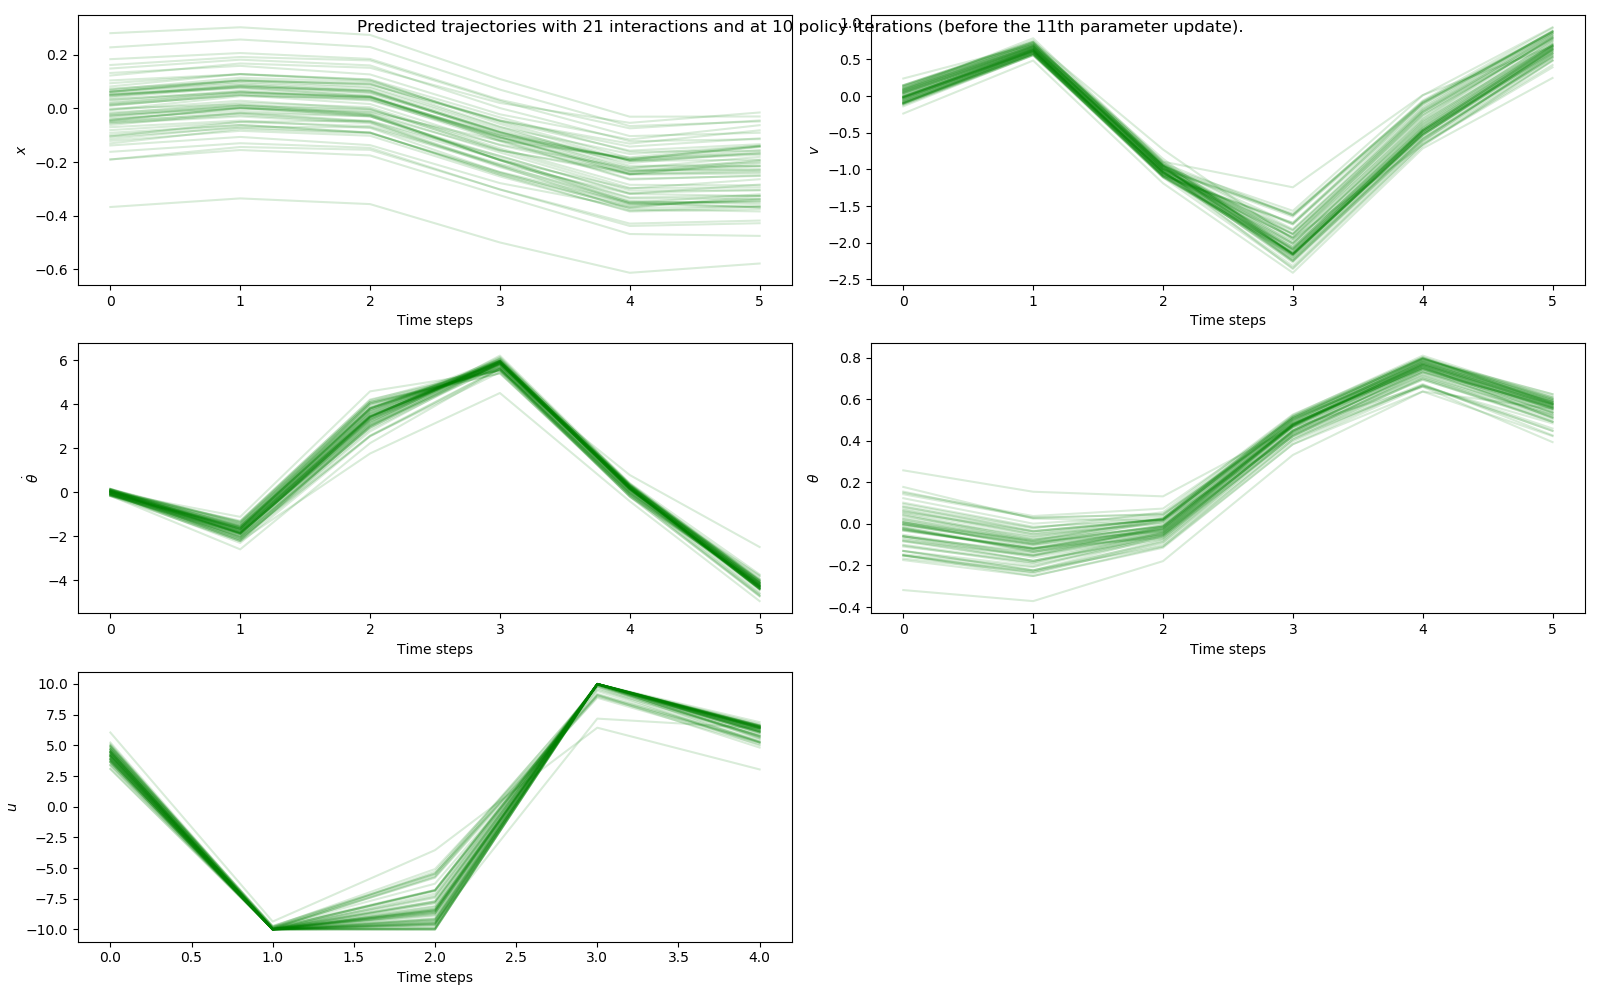 Predicted trajectories with 21 interactions and at 10 policy iterations (before the 11th parameter update).
0.2
0.0
−0.2
−0.4
−0.6
x
0 1 2 3 4 5
Time steps
1.0
0.5
0.0
−0.5
−1.0
−1.5
−2.0
−2.5
v
0 1 2 3 4 5
Time steps
6
4
2
0
−2
−4
θ̇
0 1 2 3 4 5
Time steps
0.8
0.6
0.4
0.2
0.0
−0.2
−0.4
θ
0 1 2 3 4 5
Time steps
10.0
7.5
5.0
2.5
0.0
−2.5
−5.0
−7.5
−10.0
u
0.0 0.5 1.0 1.5 2.0 2.5 3.0 3.5 4.0
Time steps